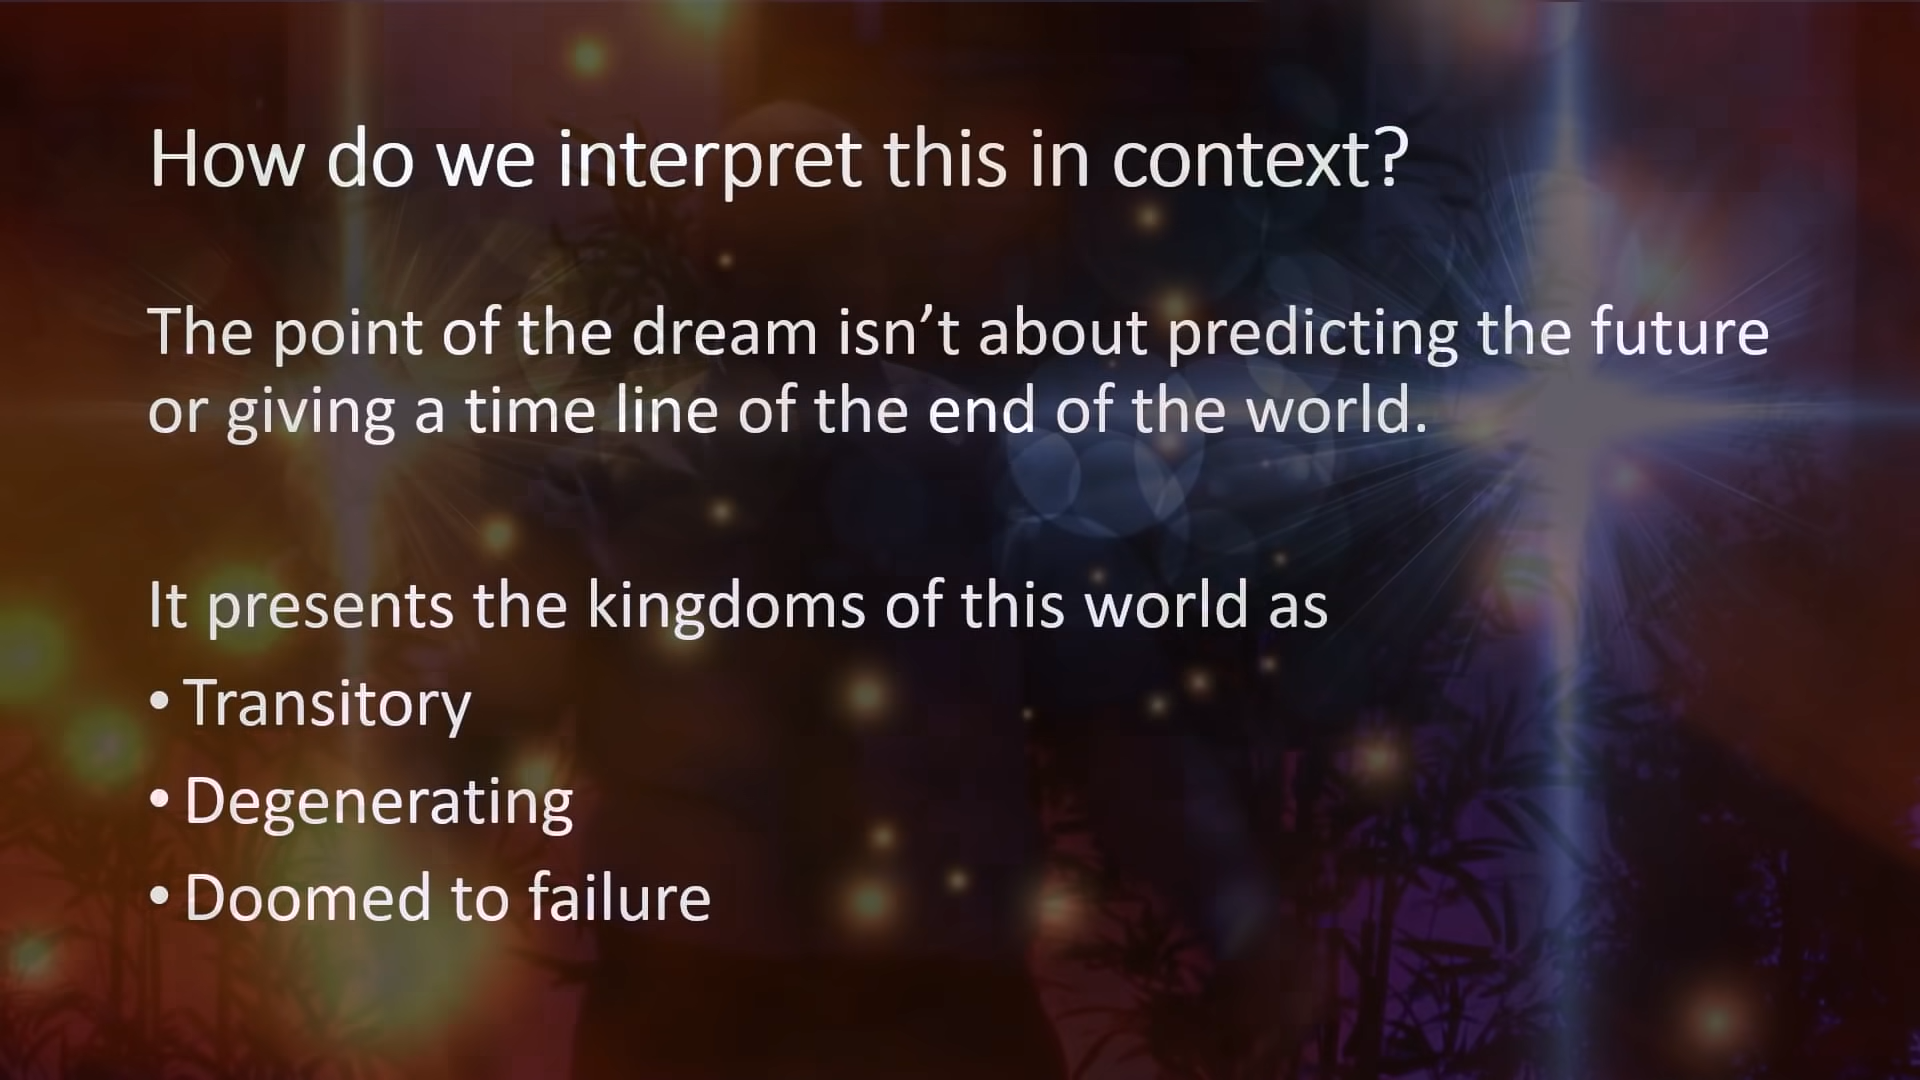 How do we interpret this in context?
The point of the dream isn’t about predicting the future
or giving a time line of the end of the world.
It presents the kingdoms of this world as
• Transitory
• Degenerating
• Doomed to failure